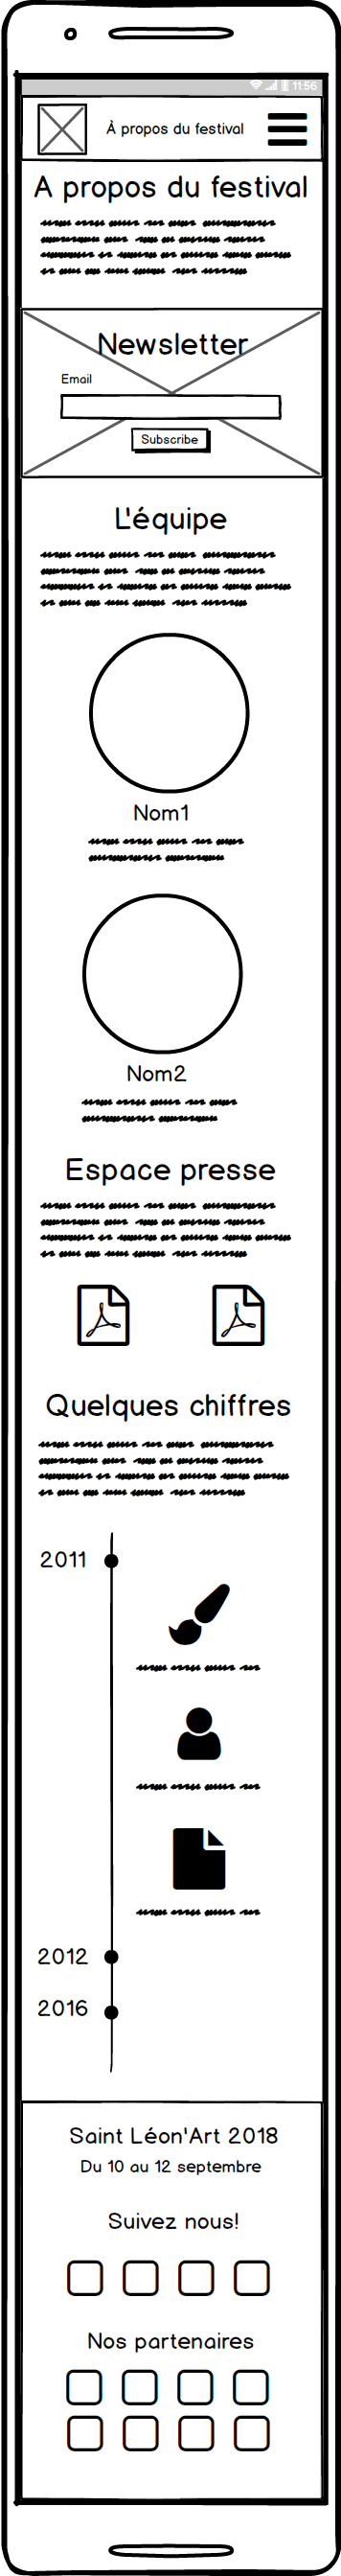 11:56
À propos du festival
A propos du festival
Newsletter
Email
Subscribe
L'équipe
Nom1
Nom2
Espace presse
Quelques chiffres
2011
2012
2016
Saint Léon'Art 2018
Du 10 au 12 septembre
Suivez nous!
Nos partenaires